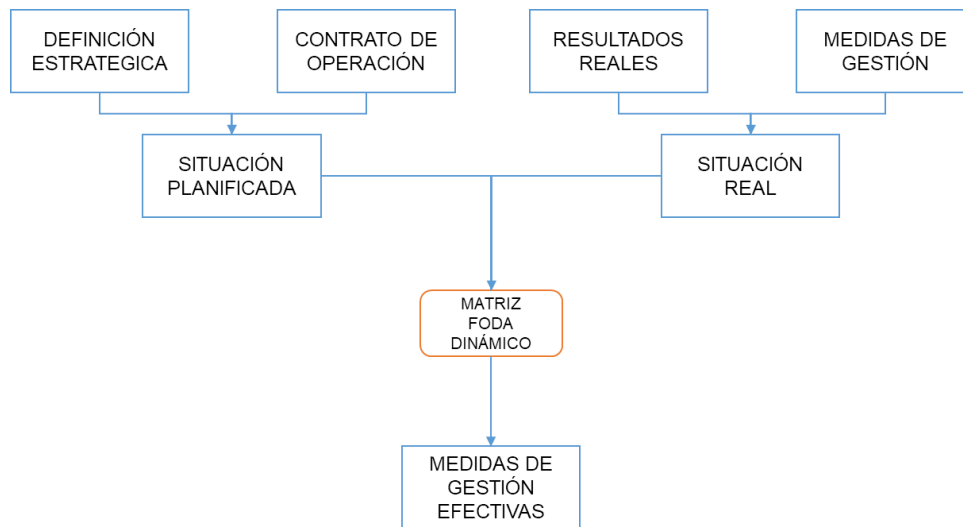 DEFINIÓN
ESTRATEGICA
CONTRATO DE
OPERACIÓN
RESULTADOS
REALES
MEDIDAS DE
GESTIÓN
SITUACIÓN
PLANIFICADA
SITUACIÓN
REAL
MATRIZ
FODA
DINÁMICO
MEDIDAS DE
GESTIÓN
EFECTIVAS